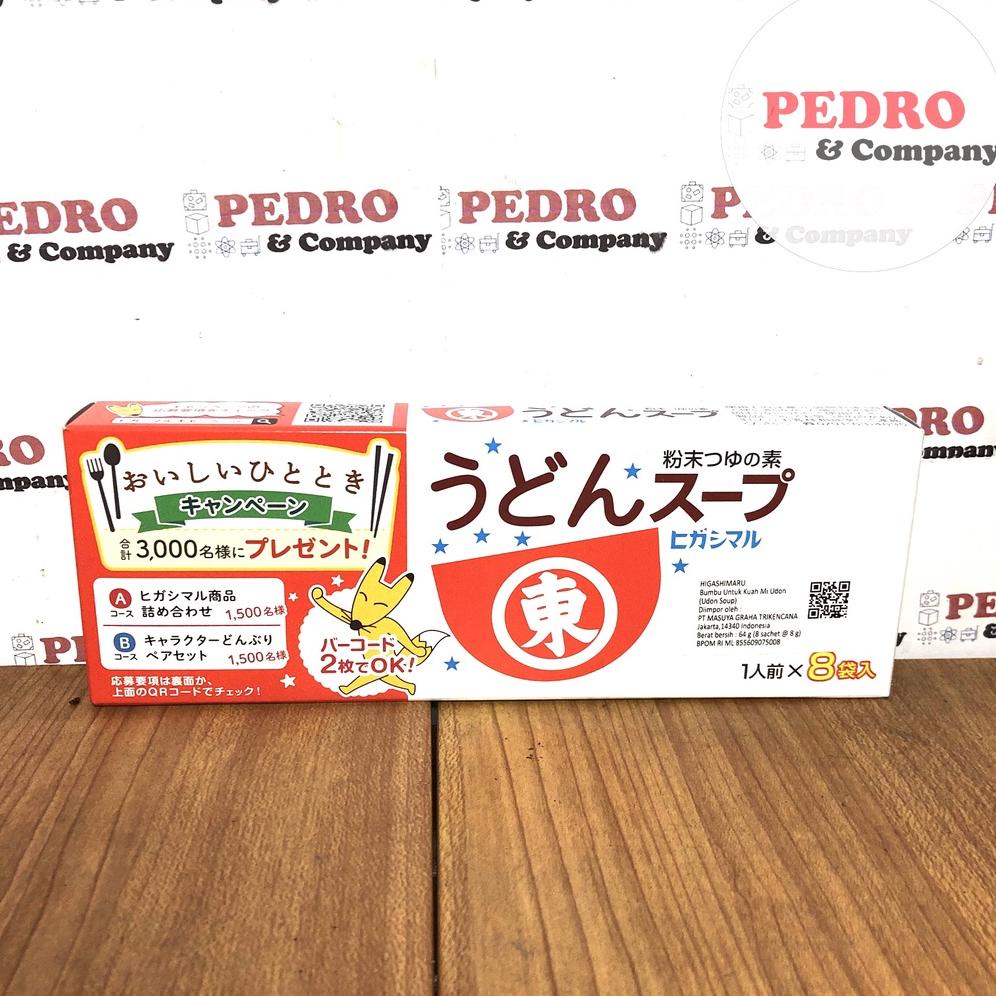 PEDRO
& Company
EDRO
& Company
PEDRO
& Company
PEDRO
& Company
& Company
うどんスープ
ヒガシマル
おいしいひととき
キャンペーン
合計3,000名様にプレゼント!
A コース
ヒガシマル商品
詰め合わせ 1,500名様
B コース
キャラクターどんぶり
ペアセット 1,500名様
応募要項は裏面か、
上面のQRコードでチェック!
バーコード
2枚でOK!
粉末つゆの素
うどんスープ
ヒガシマル
東
HIGASHIMARU
Bumbu Untuk Kuah Mi Udon
(Udon Soup)
Diimpor oleh :
PT MASUYA GRAHA TRIKENCANA
Jakarta,14340 Indonesia
Berat bersih : 64 g (8 sachet @ 8 g)
BPOM RI ML 855609075008
1人前×8袋入